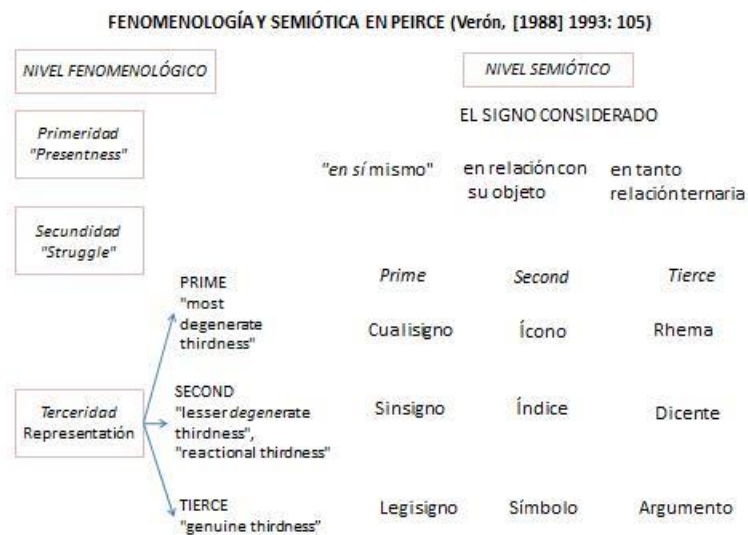 FENOMENOLOGÍA Y SEMIÓTICA EN PEIRCE (Verón, [1988] 1993: 105)
NIVEL FENOMENOLÓGICO
NIVEL SEMIÓTICO
EL SIGNO CONSIDERADO
Primeridad
"Presentness"
"en sí mismo"
en relación con
su objeto
en tanto
relación ternaria
Secundidad
"Struggle"
PRIME
"most
degenerate
thirdness"
Prime
Second
Tierce
Cualisigno
Ícono
Rhema
Terceridad
Representatión
SECOND
"lesser degenerate
thirdness",
"reactional thirdness"
Sinsigno
Índice
Dicente
TIERCE
"genuine thirdness"
Legisigno
Símbolo
Argumento